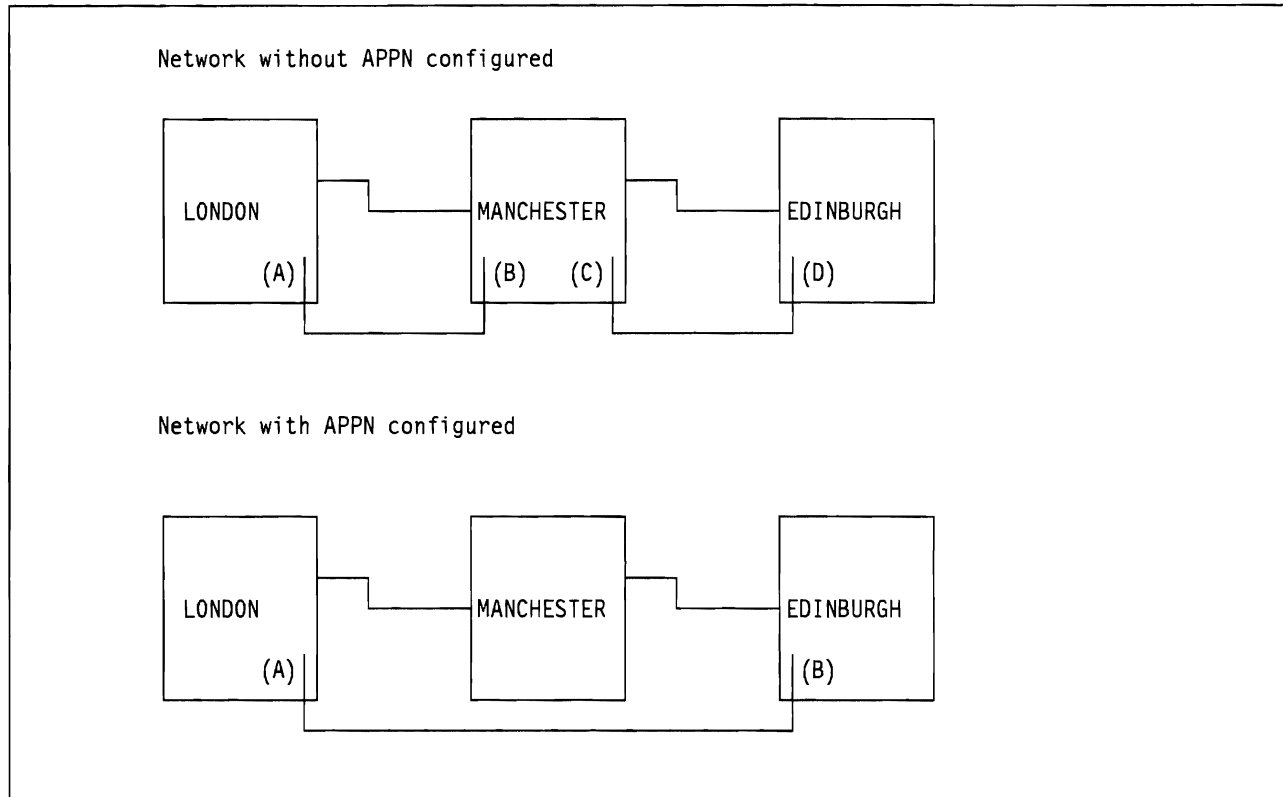 Network without APPN configured
LONDON MANCHESTER EDINBURGH
(A) (B) (C) (D)
Network with APPN configured
LONDON MANCHESTER EDINBURGH
(A) (B)